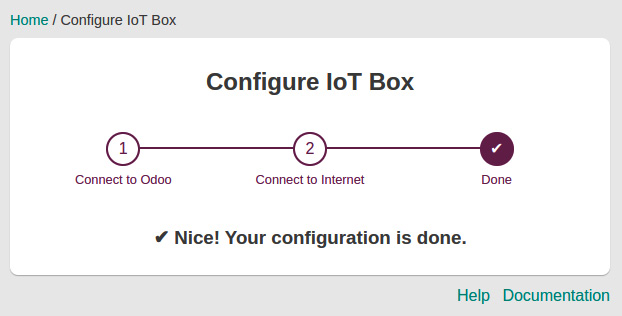 Home / Configure IoT Box
Configure IoT Box
1 2 ✔
Connect to Odoo Connect to Internet Done
✔ Nice! Your configuration is done.
Help Documentation